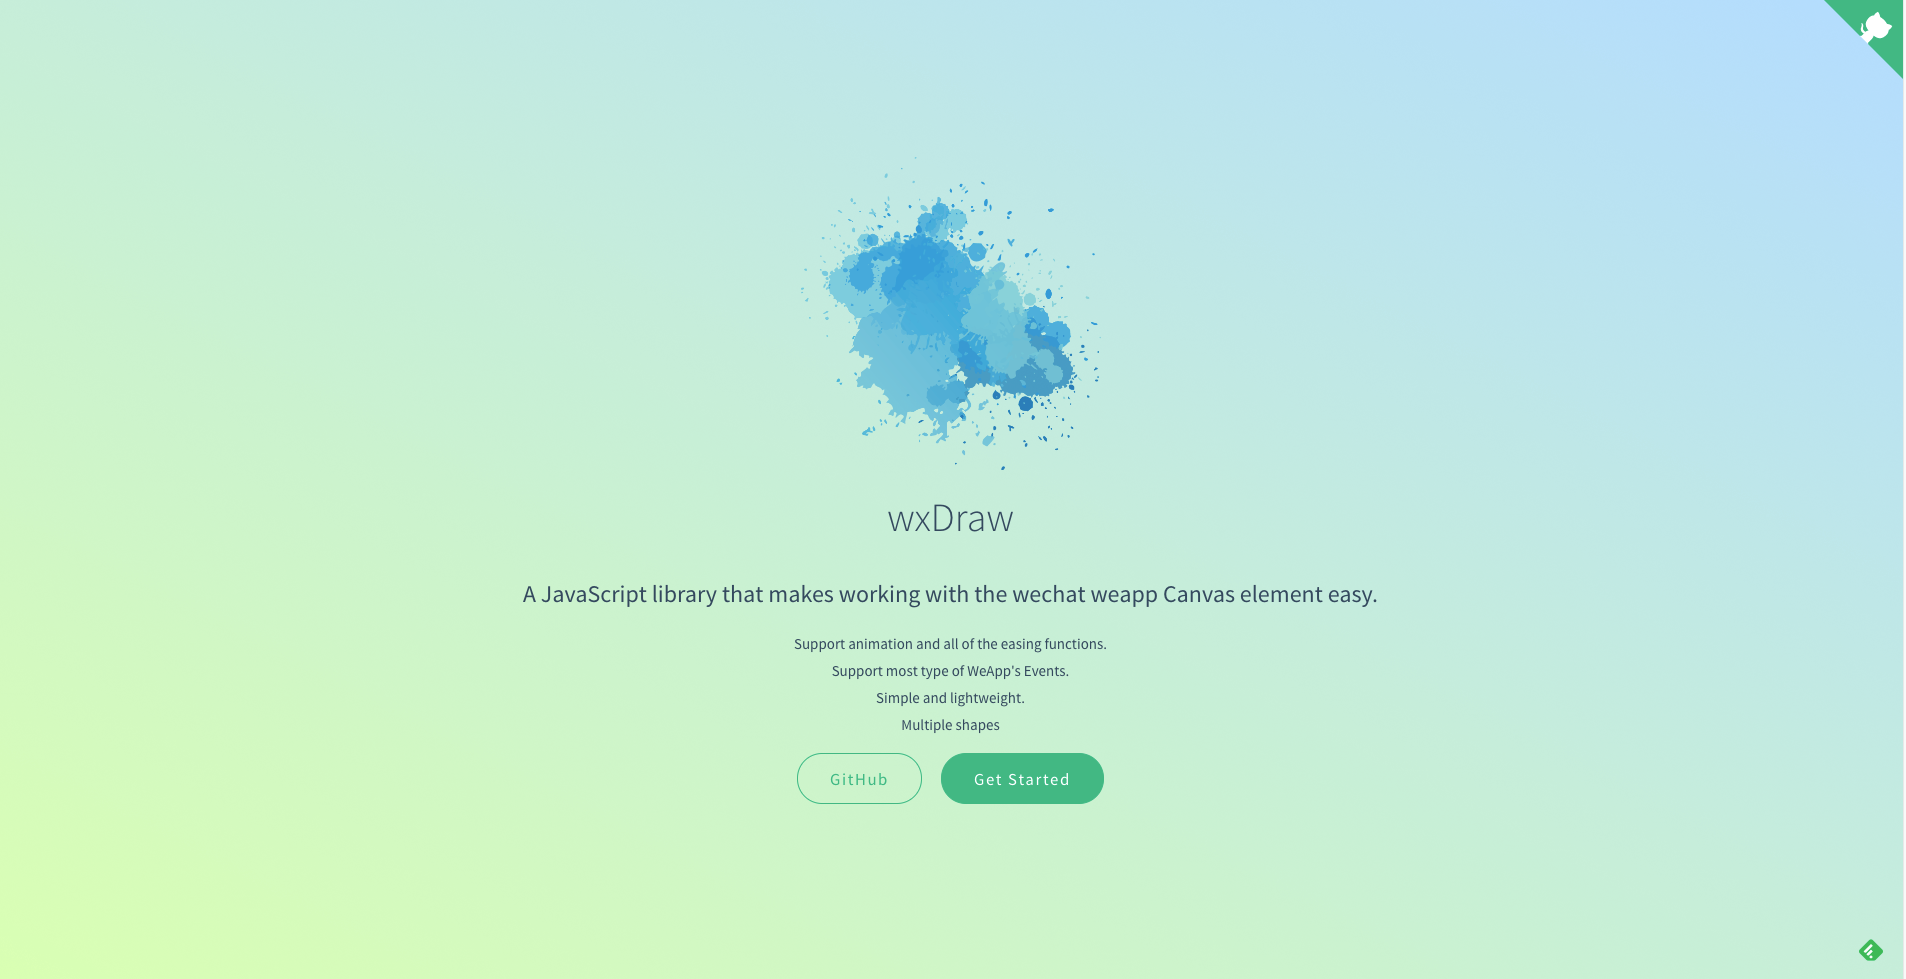 wxDraw
A JavaScript library that makes working with the wechat weapp Canvas element easy.
Support animation and all of the easing functions.
Support most type of WeApp's Events.
Simple and lightweight.
Multiple shapes
GitHub
Get Started